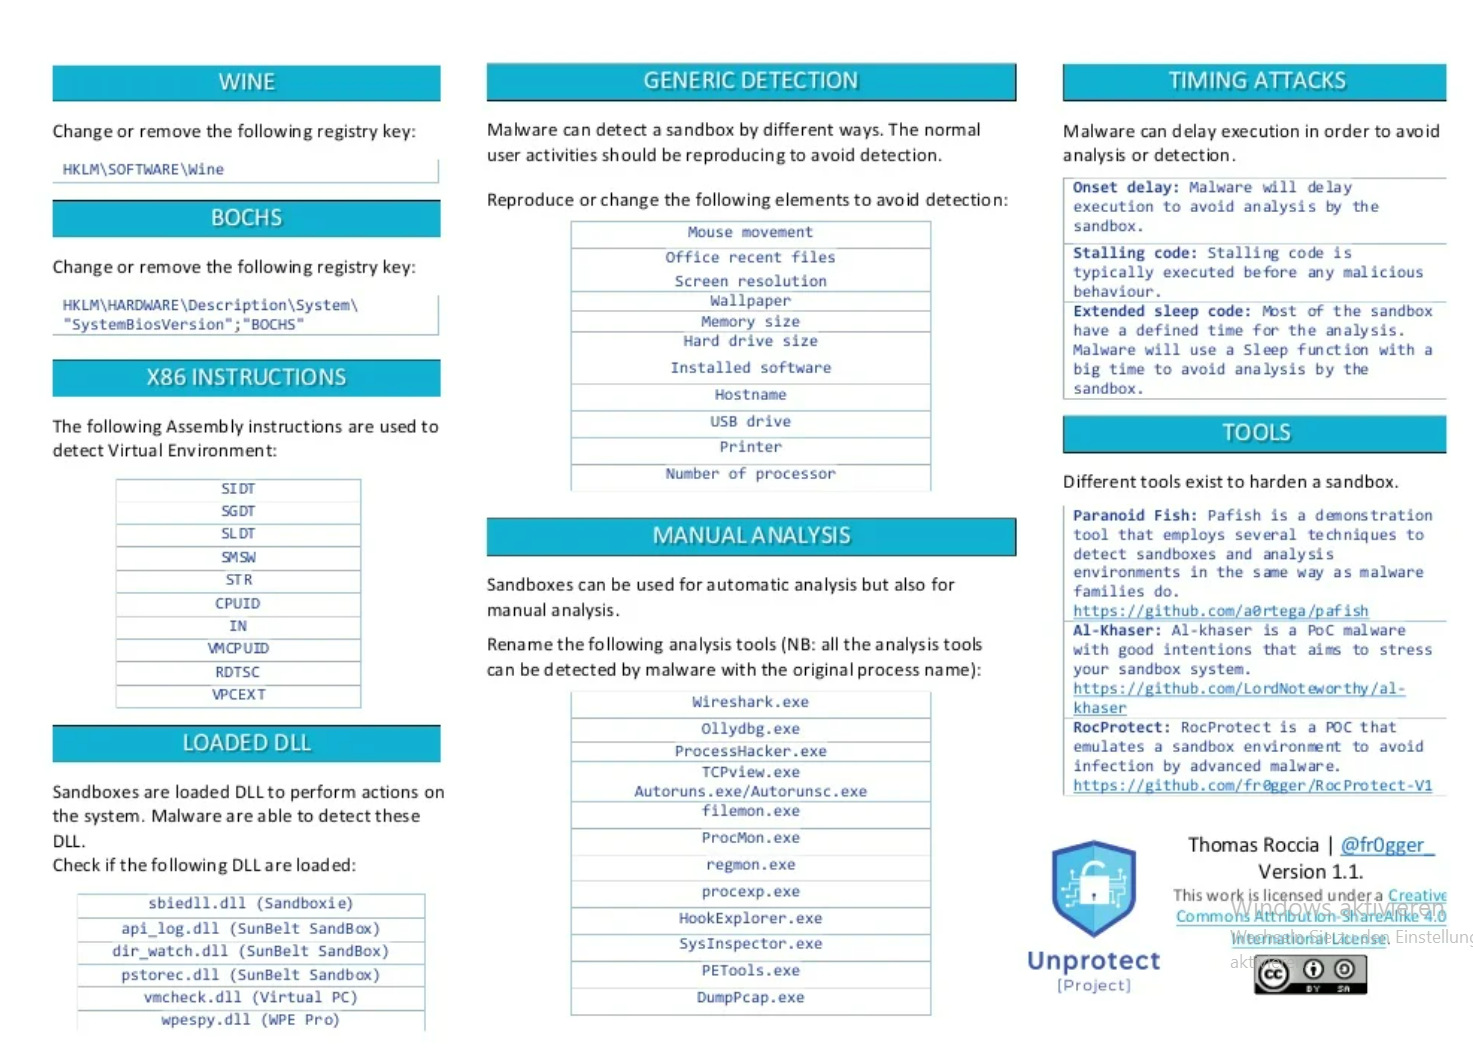 WINE
Change or remove the following registry key:
HKLM\SOFTWARE\Wine
BOCHS
Change or remove the following registry key:
HKLM\HARDWARE\Description\System\
"SystemBiosVersion";"BOCHS"
X86 INSTRUCTIONS
The following Assembly instructions are used to
detect Virtual Environment:
SIDT
SGDT
SLDT
SMSW
STR
CPUID
IN
VMCPUID
RDTSC
VPCEXT
LOADED DLL
Sandboxes are loaded DLL to perform actions on
the system. Malware are able to detect these
DLL.
Check if the following DLL are loaded:
sbiedll.dll (Sandboxie)
api_log.dll (SunBelt SandBox)
dir_watch.dll (SunBelt SandBox)
pstorec.dll (SunBelt Sandbox)
vmcheck.dll (Virtual PC)
wpespy.dll (WPE Pro)
GENERIC DETECTION
Malware can detect a sandbox by different ways. The normal
user activities should be reproducing to avoid detection.
Reproduce or change the following elements to avoid detection:
Mouse movement
Office recent files
Screen resolution
Wallpaper
Memory size
Hard drive size
Installed software
Hostname
USB drive
Printer
Number of processor
MANUAL ANALYSIS
Sandboxes can be used for automatic analysis but also for
manual analysis.
Rename the following analysis tools (NB: all the analysis tools
can be detected by malware with the original process name):
Wireshark.exe
Ollydbg.exe
ProcessHacker.exe
TCPview.exe
Autoruns.exe/Autorunsc.exe
filemon.exe
ProcMon.exe
regmon.exe
procexp.exe
HookExplorer.exe
SysInspector.exe
PETools.exe
DumpPcap.exe
TIMING ATTACKS
Malware can delay execution in order to avoid
analysis or detection.
Onset delay: Malware will delay
execution to avoid analysis by the
sandbox.
Stalling code: Stalling code is
typically executed before any malicious
behaviour.
Extended sleep code: Most of the sandbox
have a defined time for the analysis.
Malware will use a Sleep function with a
big time to avoid analysis by the
sandbox.
TOOLS
Different tools exist to harden a sandbox.
Paranoid Fish: Pafish is a demonstration
tool that employs several techniques to
detect sandboxes and analysis
environments in the same way as malware
families do.
https://github.com/a0rtega/pafish
Al-Khaser: Al-khaser is a PoC malware
with good intentions that aims to stress
your sandbox system.
https://github.com/LordNoteworthy/al-
khaser
RocProtect: RocProtect is a POC that
emulates a sandbox environment to avoid
infection by advanced malware.
https://github.com/fr0gger/RocProtect-V1
Unprotect
[Project]
Thomas Roccia | @fr0gger_
Version 1.1.
This work is licensed under a Creative
Commons Attribution-ShareAlike 4.0
International License.
Windows aktivieren
Wechseln Sie zu den Einstellung
cc
BY SA